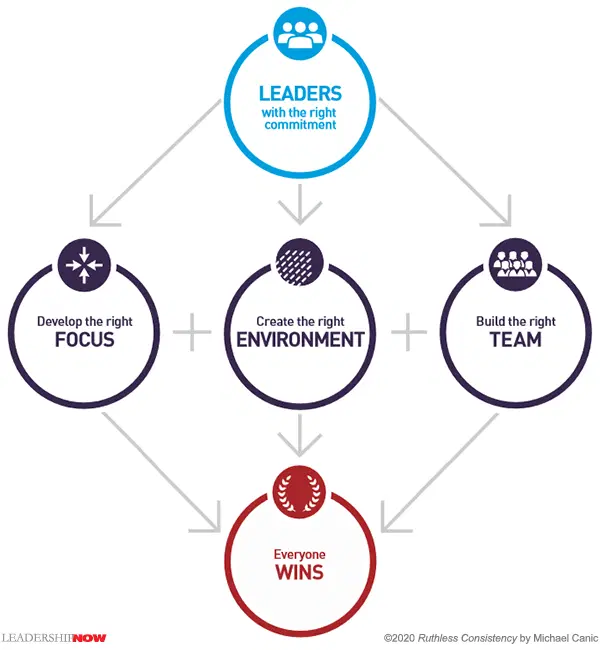 LEADERS
with the right
commitment
Develop the right
FOCUS
Create the right
ENVIRONMENT
Build the right
TEAM
Everyone
WINS
LEADERSHIPNOW
©2020 Ruthless Consistency by Michael Canic